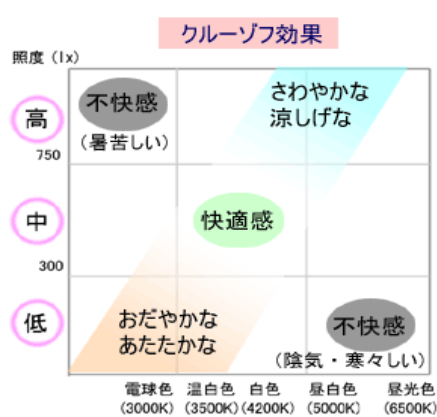 クルーゾフ効果
照度（lx）
高
不快感
（暑苦しい）
さわやかな
涼しげな
750
中
快適感
300
低
おだやかな
あたたかな
不快感
（陰気・寒々しい）
電球色 温白色 白色 昼白色 昼光色
(3000K) (3500K) (4200K) (5000K) (6500K)